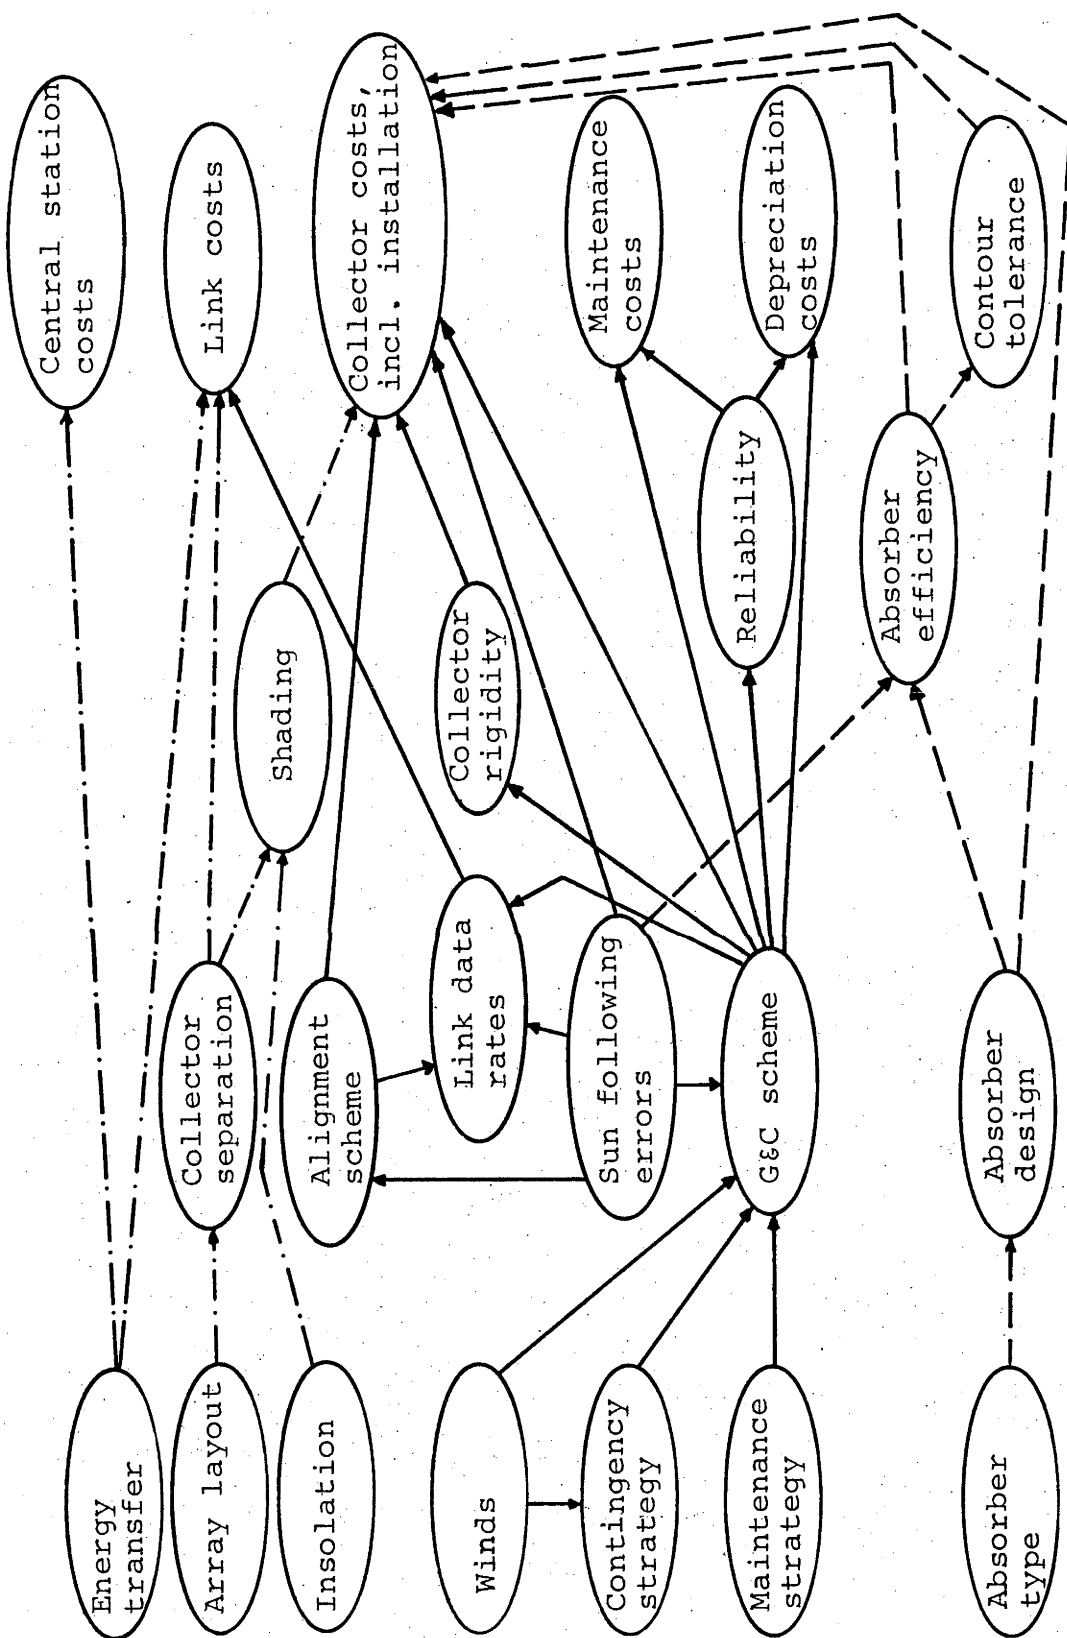 Energy
transfer
Array layout
Insolation
Winds
Contingency
strategy
Maintenance
strategy
Absorber
type
Collector
separation
Alignment
scheme
Link data
rates
Sun following
errors
G&C scheme
Absorber
design
Shading
Collector
rigidity
Reliability
Absorber
efficiency
Central station
costs
Link costs
Collector costs,
incl. installation
Maintenance
costs
Depreciation
costs
Contour
tolerance